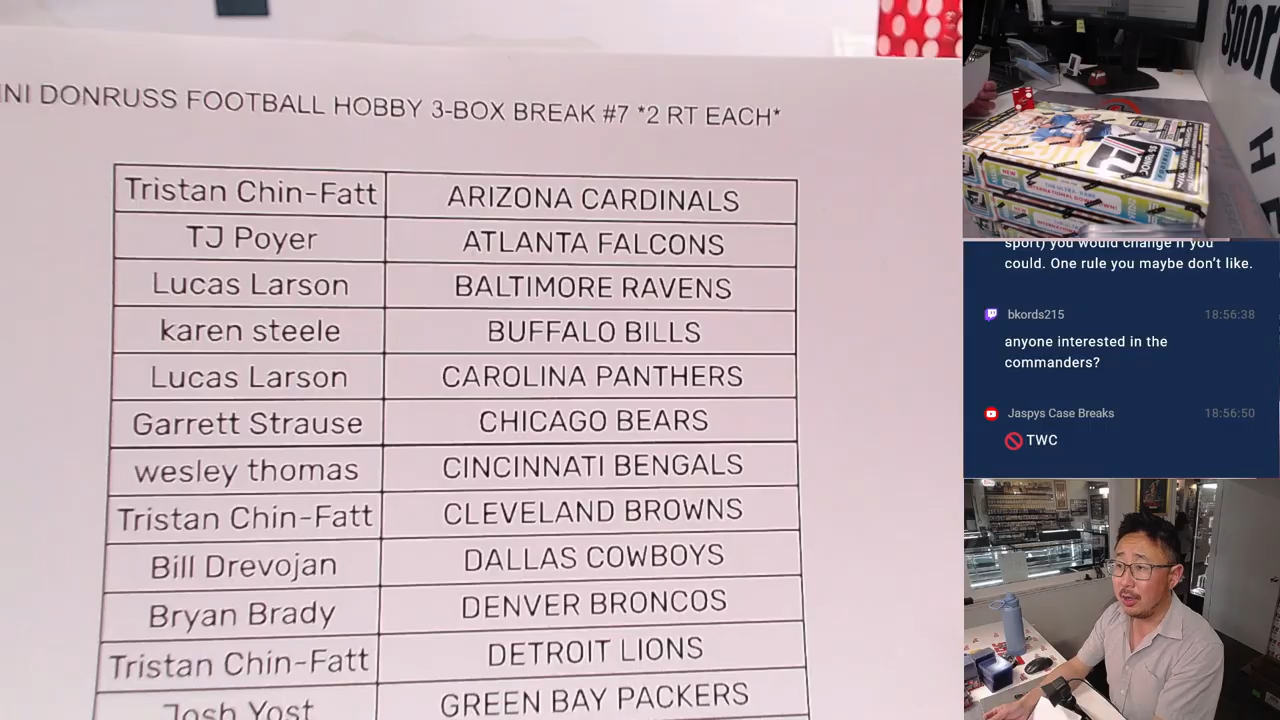 INI DONRUSS FOOTBALL HOBBY 3-BOX BREAK #7 *2 RT EACH*
Tristan Chin-Fatt ARIZONA CARDINALS
TJ Poyer ATLANTA FALCONS
Lucas Larson BALTIMORE RAVENS
karen steele BUFFALO BILLS
Lucas Larson CAROLINA PANTHERS
Garrett Strause CHICAGO BEARS
wesley thomas CINCINNATI BENGALS
Tristan Chin-Fatt CLEVELAND BROWNS
Bill Drevojan DALLAS COWBOYS
Bryan Brady DENVER BRONCOS
Tristan Chin-Fatt DETROIT LIONS
Josh Yost GREEN BAY PACKERS
sport) you would change if you
could. One rule you maybe don't like.
bkords215 18:56:38
anyone interested in the
commanders?
Jaspys Case Breaks 18:56:50
🚫 TWC